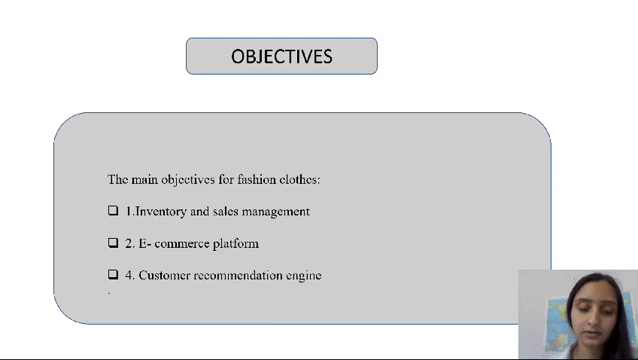 OBJECTIVES
The main objectives for fashion clothes:
❑ 1.Inventory and sales management
❑ 2. E- commerce platform
❑ 4. Customer recommendation engine
.